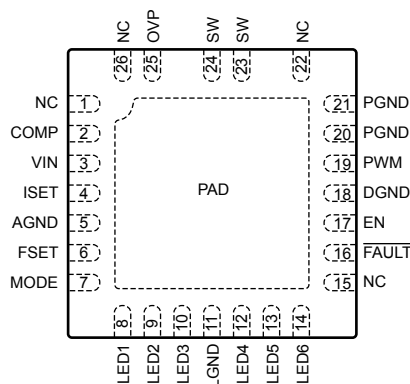 NC
OVP
SW
SW
NC
26
25
24
23
22
NC 1
COMP 2
VIN 3
ISET 4
AGND 5
FSET 6
MODE 7
PAD
21 PGND
20 PGND
19 PWM
18 DGND
17 EN
16 FAULT
15 NC
8
9
10
11
12
13
14
LED1
LED2
LED3
LGND
LED4
LED5
LED6